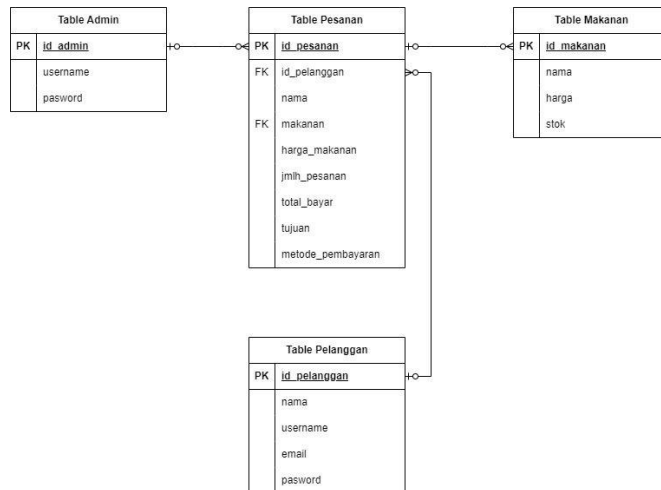 Table Admin
PK id_admin
username
pasword
Table Pesanan
PK id_pesanan
FK id_pelanggan
nama
FK makanan
harga_makanan
jmlh_pesanan
total_bayar
tujuan
metode_pembayaran
Table Makanan
PK id_makanan
nama
harga
stok
Table Pelanggan
PK id_pelanggan
nama
username
email
pasword